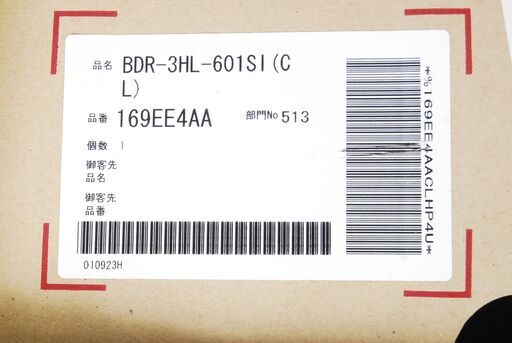 品名 BDR-3HL-601SI(C
L)
品番 169EE4AA 部門No 513
個数 1
御客先
品名
御客先
品番
010923H
*%169EE4AACLHP4U*